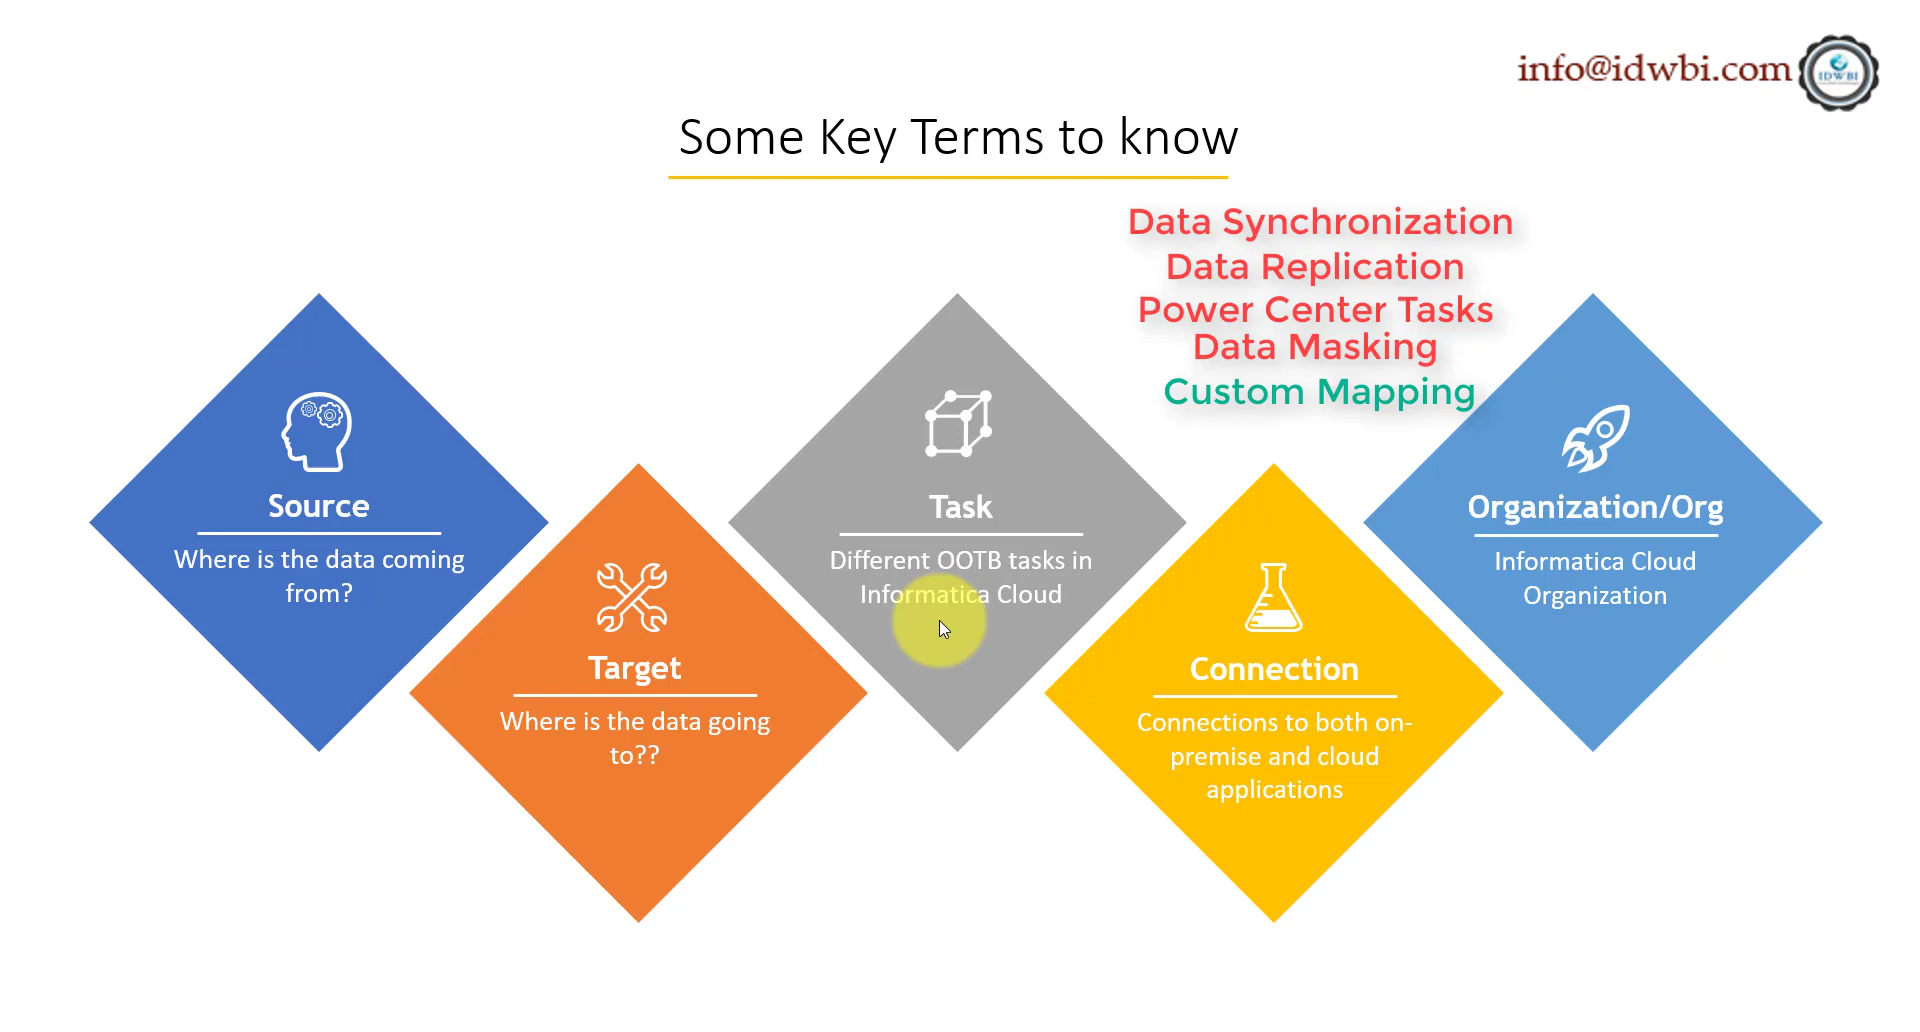 info@idwbi.com
IDWBI
Some Key Terms to know
Data Synchronization
Data Replication
Power Center Tasks
Data Masking
Custom Mapping
Source
Where is the data coming
from?
Target
Where is the data going
to??
Task
Different OOTB tasks in
Informatica Cloud
Connection
Connections to both on-
premise and cloud
applications
Organization/Org
Informatica Cloud
Organization